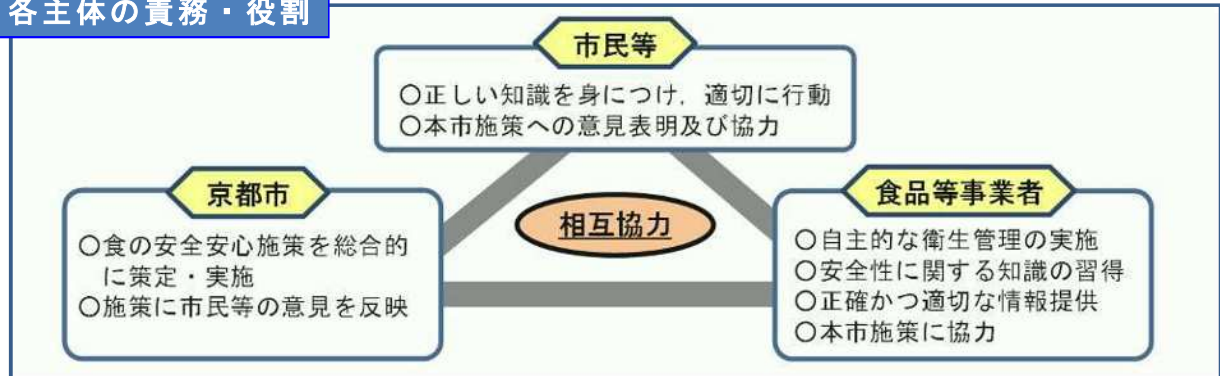 各主体の責務・役割
市民等
○正しい知識を身につけ，適切に行動
○本市施策への意見表明及び協力
京都市
○食の安全安心施策を総合的
に策定・実施
○施策に市民等の意見を反映
相互協力
食品等事業者
○自主的な衛生管理の実施
○安全性に関する知識の習得
○正確かつ適切な情報提供
○本市施策に協力